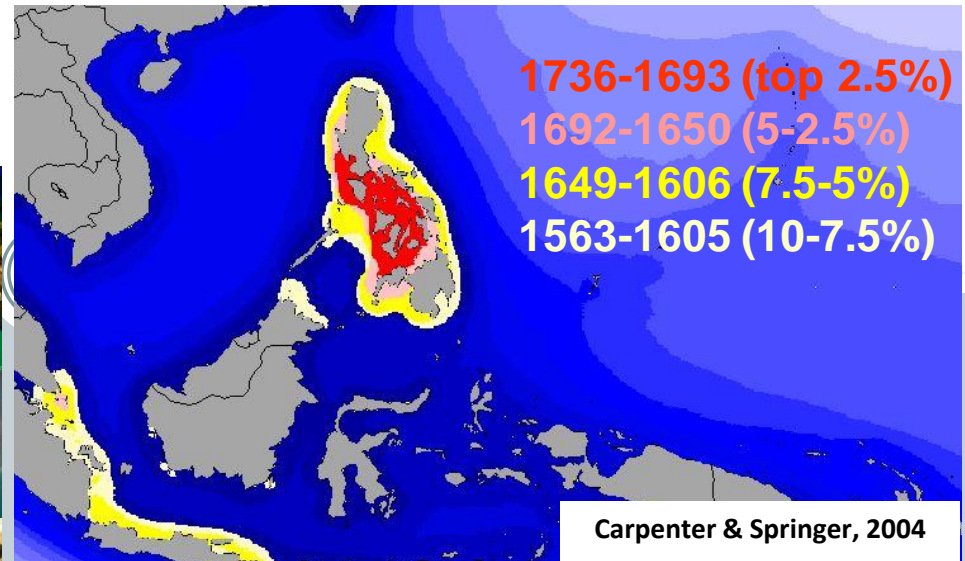 1736-1693 (top 2.5%)
1692-1650 (5-2.5%)
1649-1606 (7.5-5%)
1563-1605 (10-7.5%)
Carpenter & Springer, 2004